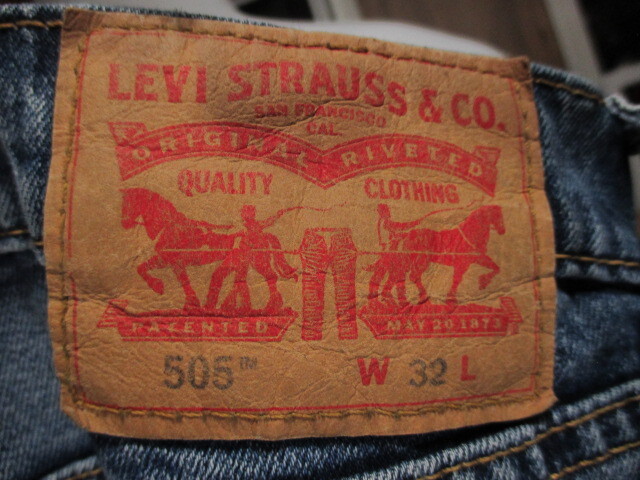 LEVI STRAUSS & CO.
SAN FRANCISCO
CAL
ORIGINAL RIVETED
QUALITY CLOTHING
PATENTED MAY 20 1873
505™ W 32 L